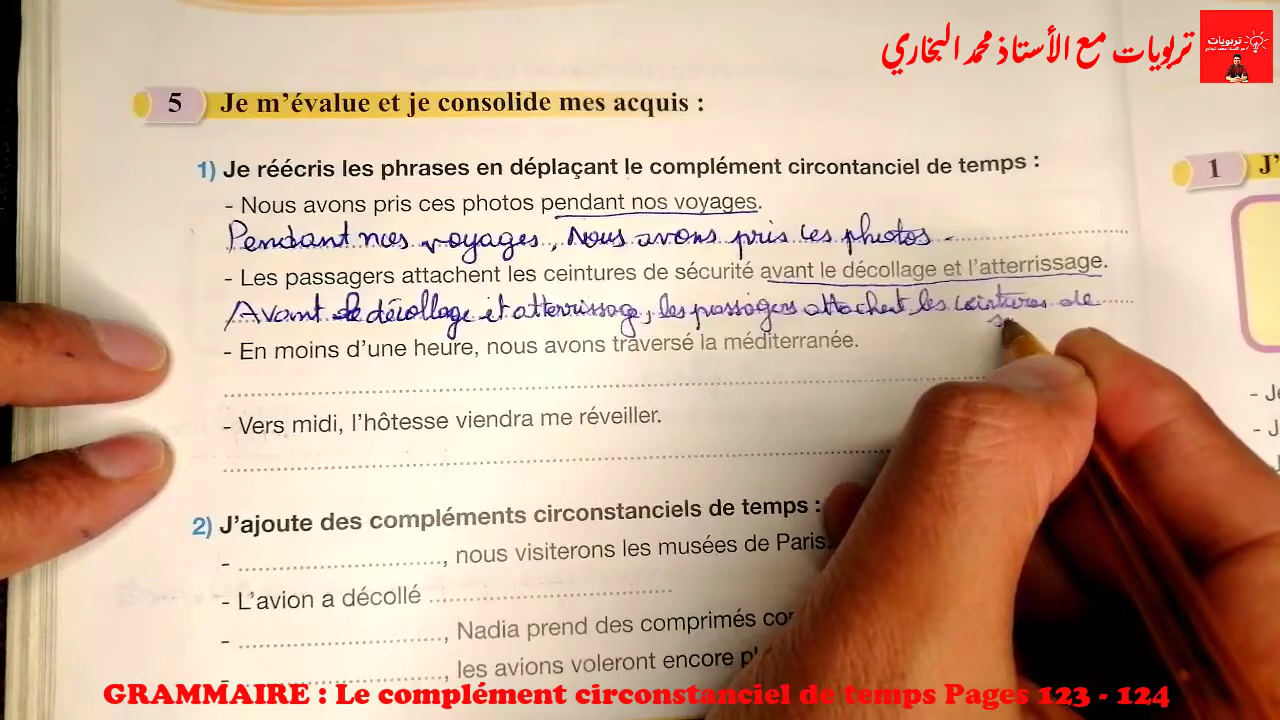 تربويات مع الأستاذ محمد البخاري
تربويات
5 Je m'évalue et je consolide mes acquis :
1 J'
1) Je réécris les phrases en déplaçant le complément circontanciel de temps :
- Nous avons pris ces photos pendant nos voyages.
Pendant nos voyages, Nous avons pris ces photos.
- Les passagers attachent les ceintures de sécurité avant le décollage et l'atterrissage.
Avant le décollage et atterrissage, les passagers attachent les ceintures de
- En moins d'une heure, nous avons traversé la méditerranée.
- Vers midi, l'hôtesse viendra me réveiller.
2) J'ajoute des compléments circonstanciels de temps :
- ............................., nous visiterons les musées de Paris.
- L'avion a décollé ...................................
- ............................., Nadia prend des comprimés
- ............................., les avions voleront encore
GRAMMAIRE : Le complément circonstanciel de temps Pages 123 - 124